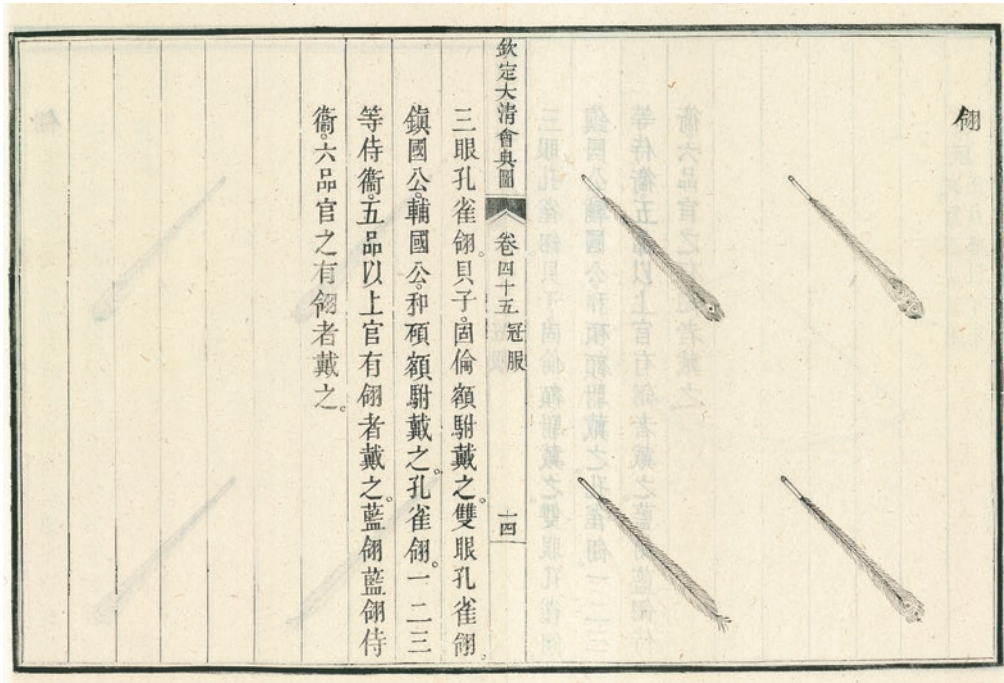 翎
欽定大清會典圖 卷四十五 冠服 十四
三眼孔雀翎。貝子。固倫額駙戴之。雙眼孔雀翎。
鎮國公。輔國公。和碩額駙戴之。孔雀翎。一二三
等侍衞。五品以上官有翎者戴之。藍翎藍翎侍
衞。六品官之有翎者戴之。